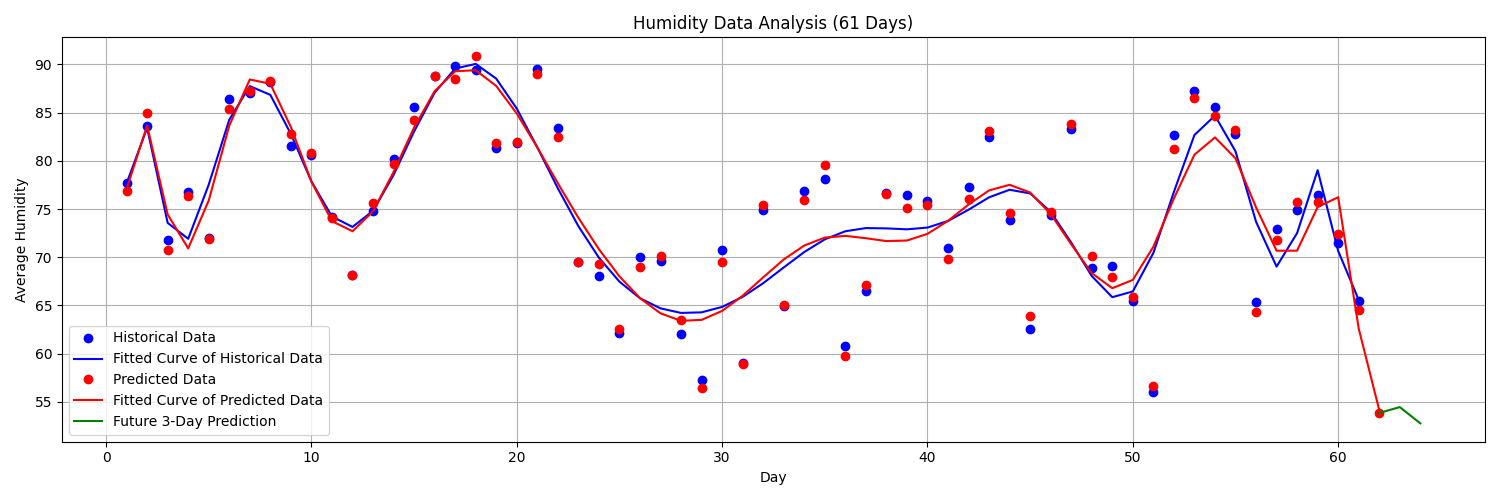 Humidity Data Analysis (61 Days)
Average Humidity
90
85
80
75
70
65
60
55
Historical Data
Fitted Curve of Historical Data
Predicted Data
Fitted Curve of Predicted Data
Future 3-Day Prediction
0 10 20 30 40 50 60
Day